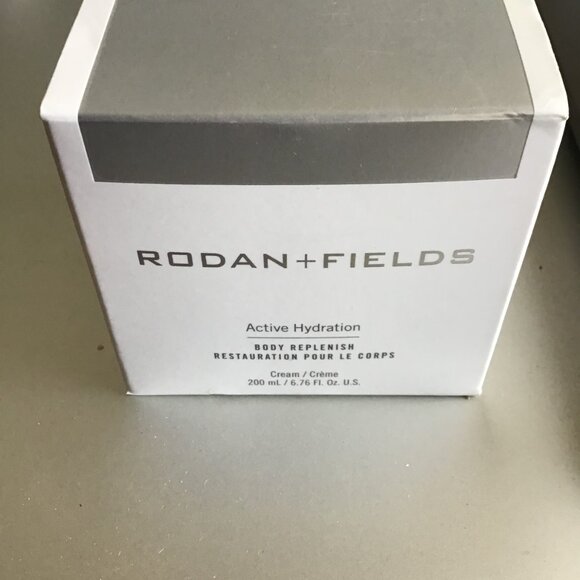 RODAN+FIELDS
Active Hydration
BODY REPLENISH
RESTAURATION POUR LE CORPS
Cream / Crème
200 mL / 6.76 Fl. Oz. U.S.